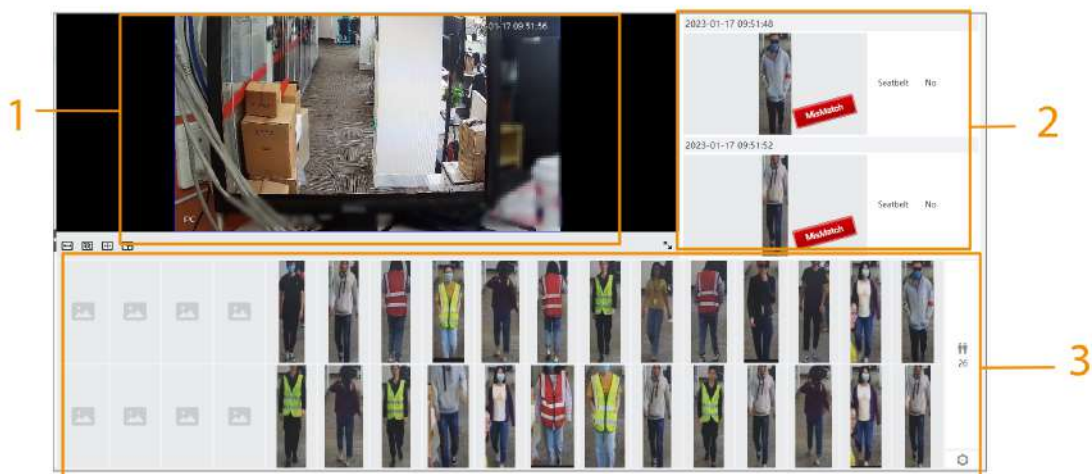 1
2023-01-17 09:51:56
2023-01-17 09:51:48
Seatbelt No
MisMatch
2
2023-01-17 09:51:52
Seatbelt No
MisMatch
PC
26
3